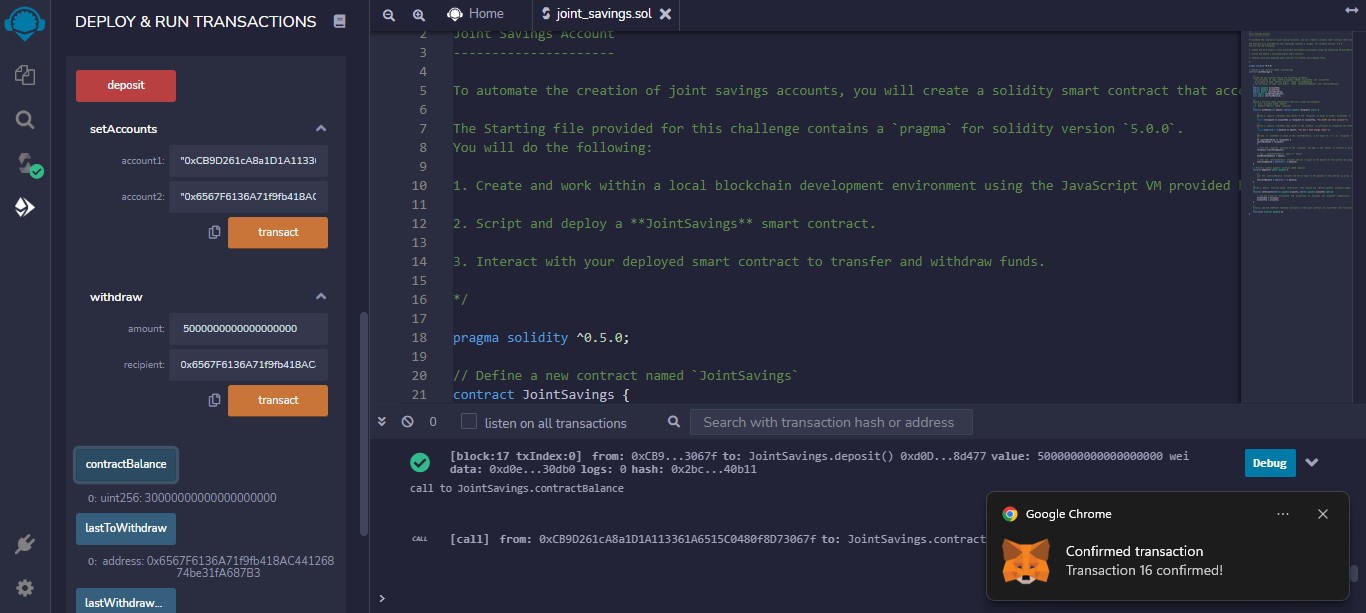 DEPLOY & RUN TRANSACTIONS
deposit
setAccounts
account1: "0xCB9D261cA8a1D1A1133
account2: "0x6567F6136A71f9fb418AC
transact
withdraw
amount: 5000000000000000000
recipient: 0x6567F6136A71f9fb418AC
transact
contractBalance
0: uint256: 30000000000000000000
lastToWithdraw
0: address: 0x6567F6136A71f9fb418AC441268
74be31fA687B3
lastWithdraw...
Home
joint_savings.sol
2 Joint Savings Account
3 ---------------------
4
5 To automate the creation of joint savings accounts, you will create a solidity smart contract that acc
6
7 The Starting file provided for this challenge contains a `pragma` for solidity version `5.0.0`.
8 You will do the following:
9
10 1. Create and work within a local blockchain development environment using the JavaScript VM provided
11
12 2. Script and deploy a **JointSavings** smart contract.
13
14 3. Interact with your deployed smart contract to transfer and withdraw funds.
15
16 */
17
18 pragma solidity ^0.5.0;
19
20 // Define a new contract named `JointSavings`
21 contract JointSavings {
0
listen on all transactions
Search with transaction hash or address
[block:17 txIndex:0] from: 0xCB9...3067f to: JointSavings.deposit() 0xd0D...8d477 value: 5000000000000000000 wei
data: 0xd0e...30db0 logs: 0 hash: 0x2bc...40b11
Debug
call to JointSavings.contractBalance
CALL
[call] from: 0xCB9D261cA8a1D1A113361A6515C0480f8D73067f to: JointSavings.contract
>
Google Chrome
Confirmed transaction
Transaction 16 confirmed!